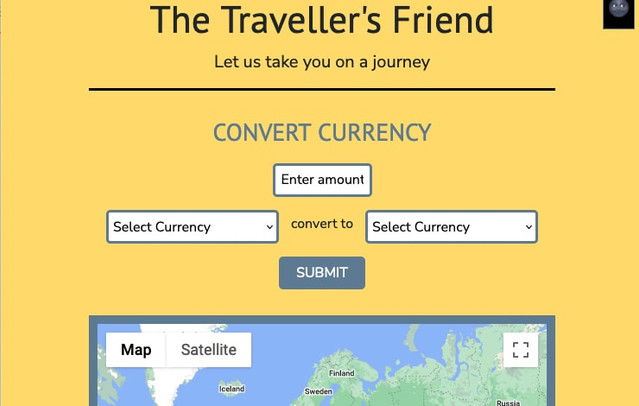 The Traveller's Friend
Let us take you on a journey
CONVERT CURRENCY
Enter amount
Select Currency convert to Select Currency
SUBMIT
Map Satellite
Finland
Iceland
Sweden
Russia